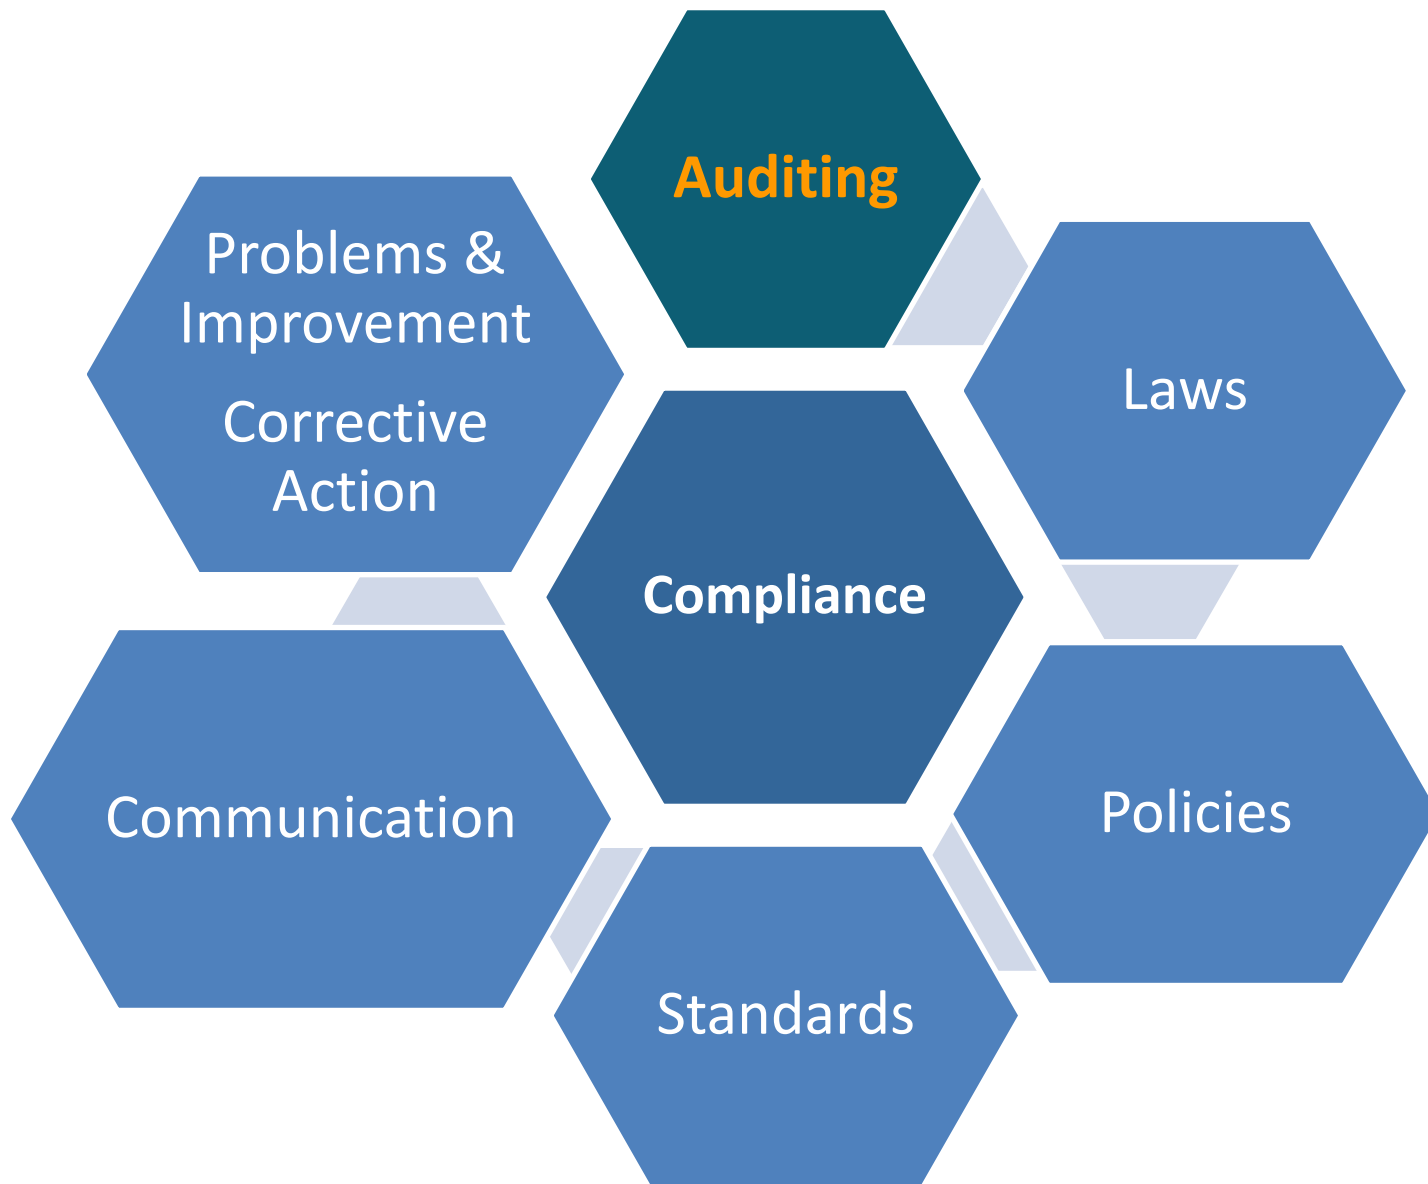 Auditing
Problems &
Improvement
Corrective
Action
Laws
Compliance
Communication
Policies
Standards